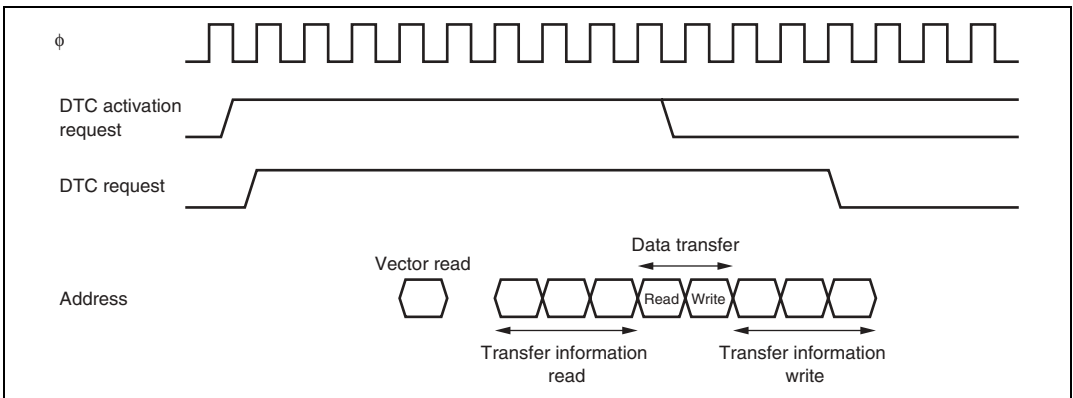 ϕ
DTC activation
request
DTC request
Data transfer
Vector read
Address
Read
Write
Transfer information
read
Transfer information
write